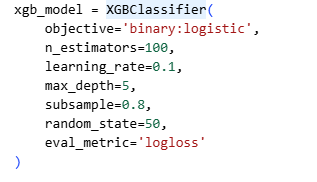 xgb_model = XGBClassifier(
    objective='binary:logistic',
    n_estimators=100,
    learning_rate=0.1,
    max_depth=5,
    subsample=0.8,
    random_state=50,
    eval_metric='logloss'
)